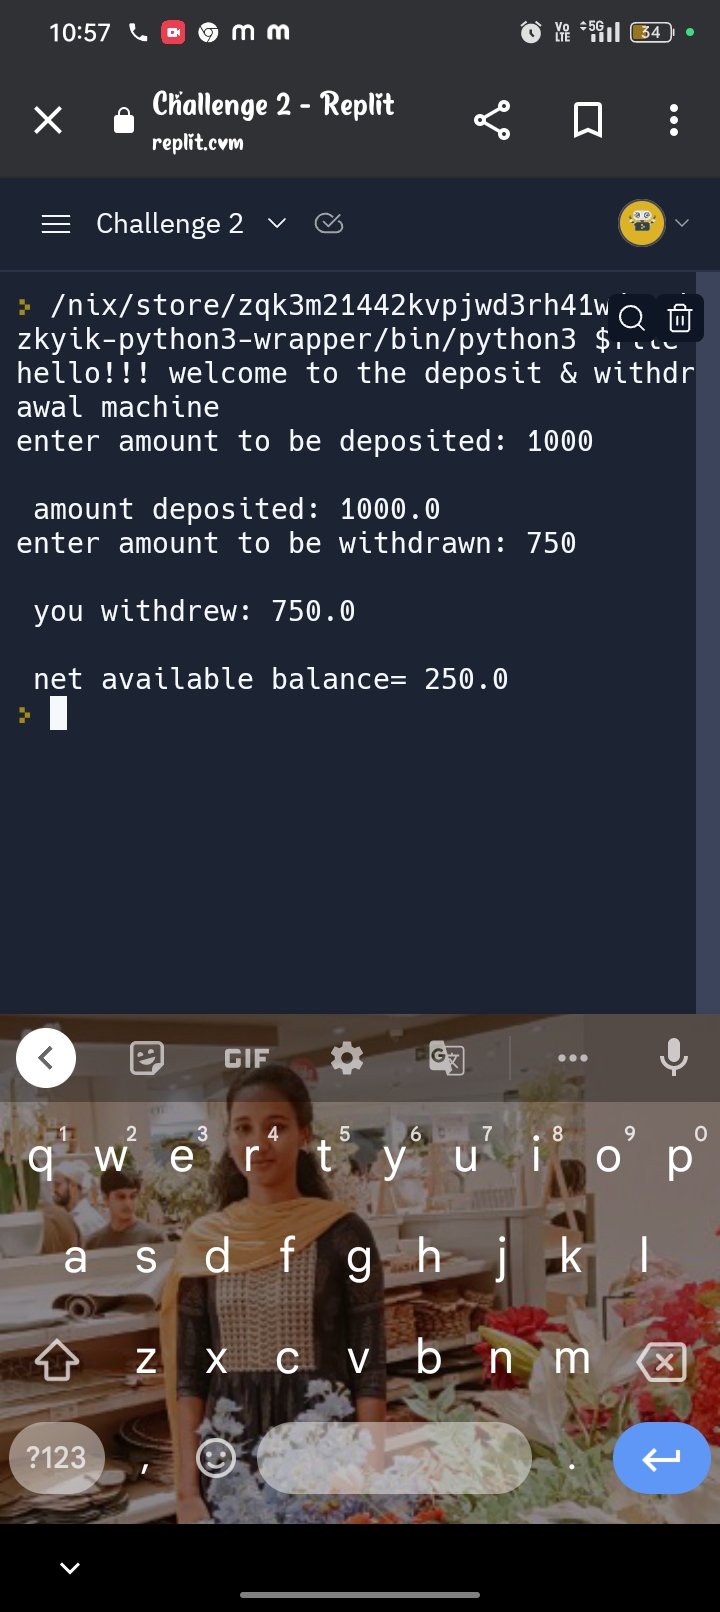 10:57 m m Vo LTE 5G 34
Challenge 2 - Replit
replit.com
Challenge 2
/nix/store/zqk3m21442kvpjwd3rh41w
zkyik-python3-wrapper/bin/python3 $file
hello!!! welcome to the deposit & withdr
awal machine
enter amount to be deposited: 1000
amount deposited: 1000.0
enter amount to be withdrawn: 750
you withdrew: 750.0
net available balance= 250.0
GIF G
1 2 3 4 5 6 7 8 9 0
q w e r t y u i o p
a s d f g h j k l
z x c v b n m
?123 , .